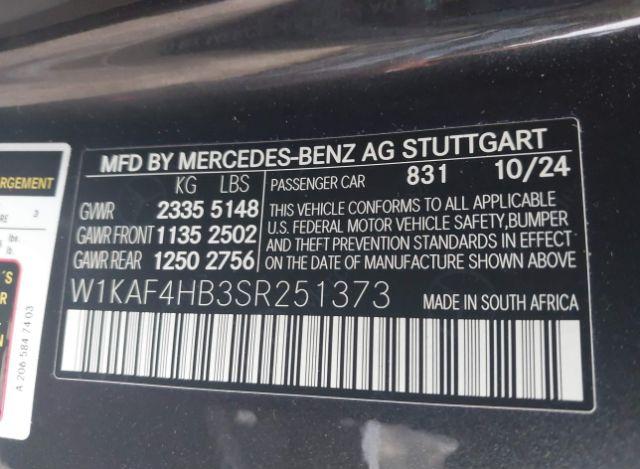 MFD BY MERCEDES-BENZ AG STUTTGART
KG LBS
PASSENGER CAR 831 10/24
GVWR 2335 5148
GAWR FRONT 1135 2502
GAWR REAR 1250 2756
THIS VEHICLE CONFORMS TO ALL APPLICABLE
U.S. FEDERAL MOTOR VEHICLE SAFETY, BUMPER
AND THEFT PREVENTION STANDARDS IN EFFECT
ON THE DATE OF MANUFACTURE SHOWN ABOVE
W1KAF4HB3SR251373 MADE IN SOUTH AFRICA
A 206 584 74 03